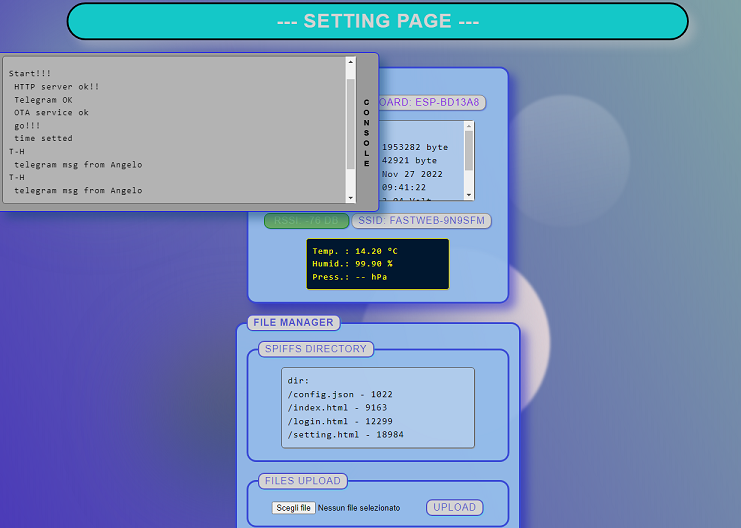 --- SETTING PAGE ---
Start!!!
HTTP server ok!!
Telegram OK
OTA service ok
go!!!
time setted
T-H
telegram msg from Angelo
T-H
telegram msg from Angelo
CONSOLE
OARD: ESP-BD13A8
1953282 byte
42921 byte
Nov 27 2022
09:41:22
RSSI: -70 DB
SSID: FASTWEB-9N9SFM
Temp. : 14.20 °C
Humid.: 99.90 %
Press.: -- hPa
FILE MANAGER
SPIFFS DIRECTORY
dir:
/config.json - 1022
/index.html - 9163
/login.html - 12299
/setting.html - 18984
FILES UPLOAD
Scegli file Nessun file selezionato UPLOAD